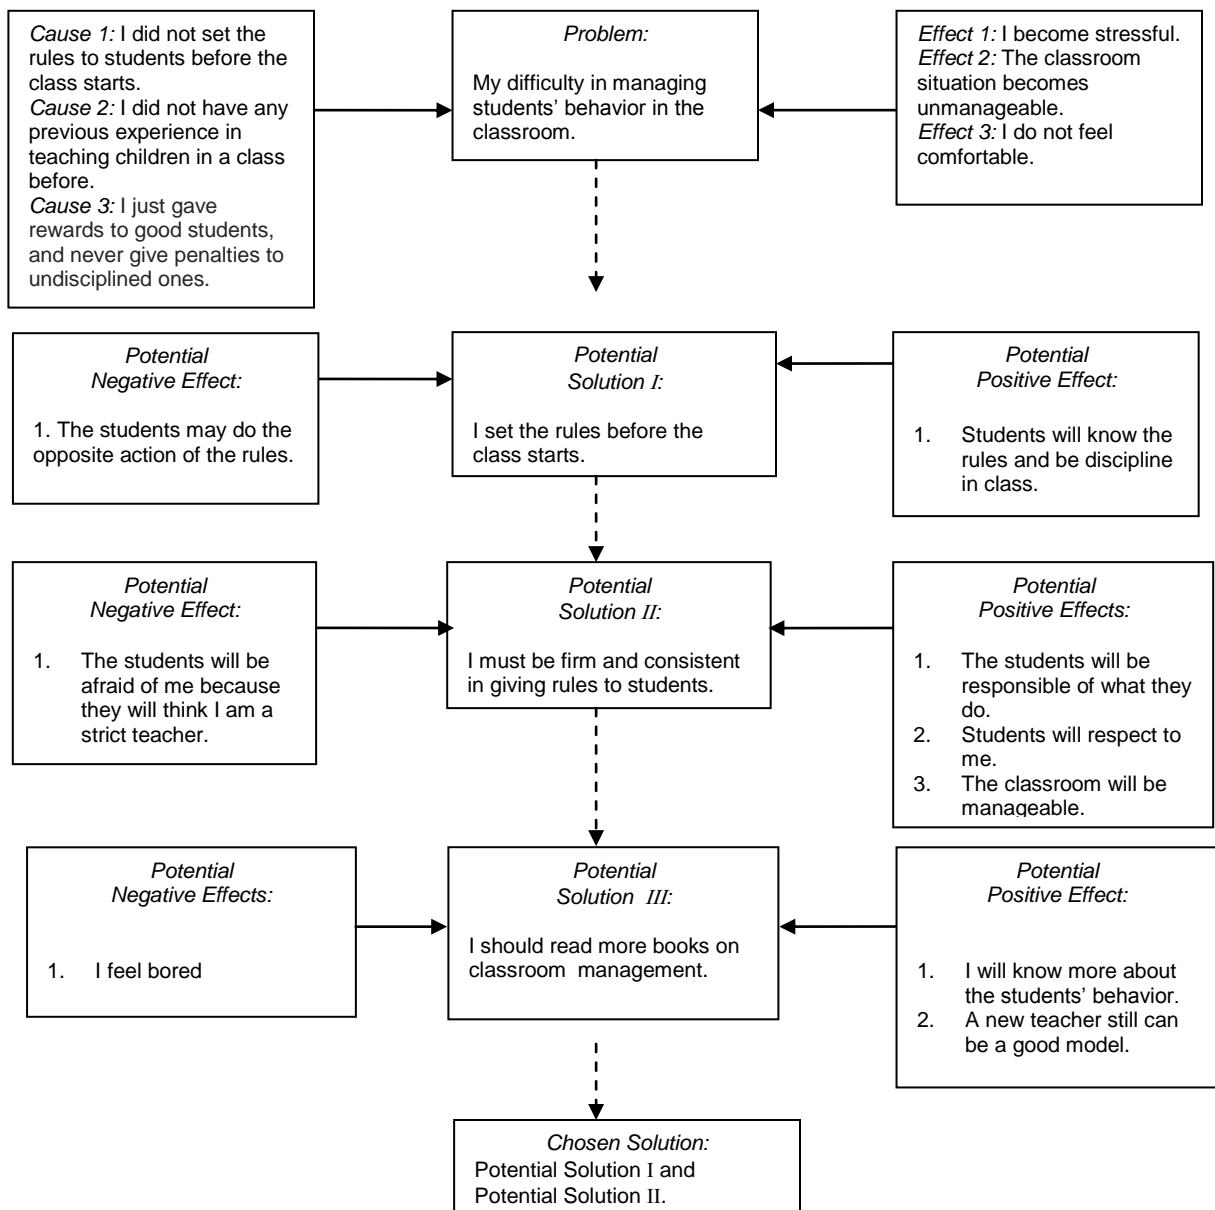 Cause 1: I did not set the
rules to students before the
class starts.
Cause 2: I did not have any
previous experience in
teaching children in a class
before.
Cause 3: I just gave
rewards to good students,
and never give penalties to
undisciplined ones.
Problem:
My difficulty in managing
students’ behavior in the
classroom.
Effect 1: I become stressful.
Effect 2: The classroom
situation becomes
unmanageable.
Effect 3: I do not feel
comfortable.
Potential
Negative Effect:
1. The students may do the
opposite action of the rules.
Potential
Solution I:
I set the rules before the
class starts.
Potential
Positive Effect:
1. Students will know the
rules and be discipline
in class.
Potential
Negative Effect:
1. The students will be
afraid of me because
they will think I am a
strict teacher.
Potential
Solution II:
I must be firm and consistent
in giving rules to students.
Potential
Positive Effects:
1. The students will be
responsible of what they
do.
2. Students will respect to
me.
3. The classroom will be
manageable.
Potential
Negative Effects:
1. I feel bored
Potential
Solution III:
I should read more books on
classroom management.
Potential
Positive Effect:
1. I will know more about
the students’ behavior.
2. A new teacher still can
be a good model.
Chosen Solution:
Potential Solution I and
Potential Solution II.